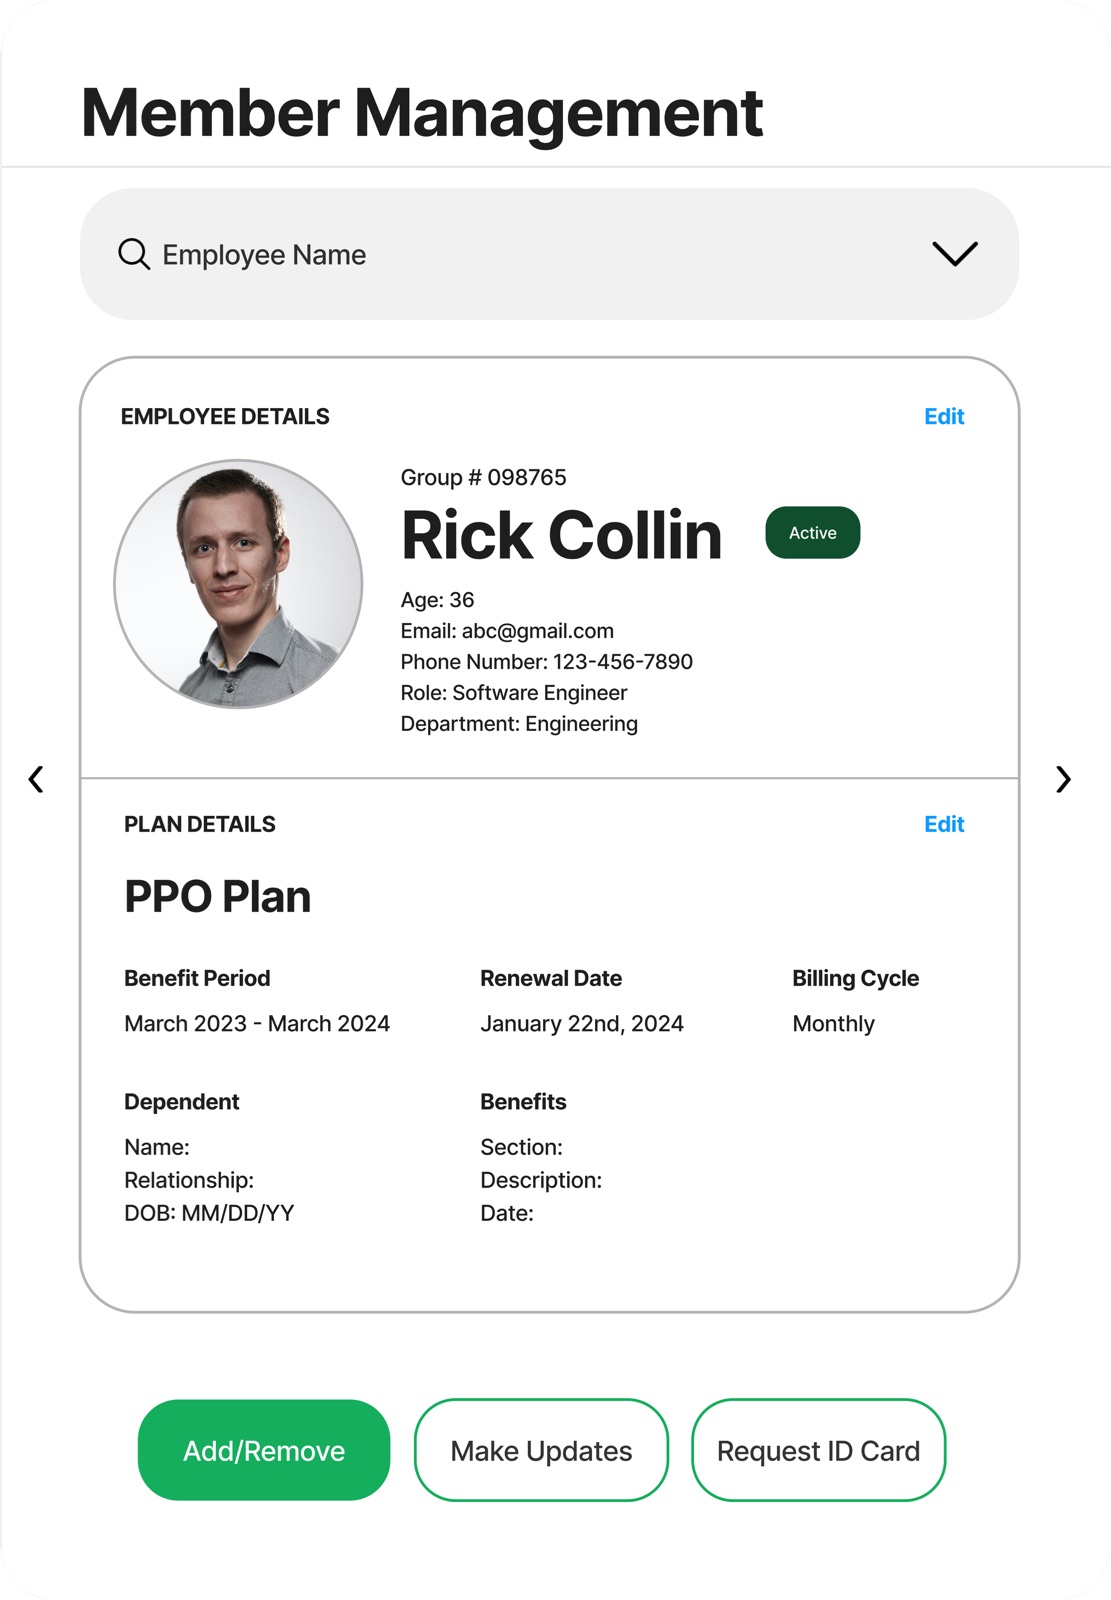 Member Management
Employee Name
EMPLOYEE DETAILS
Edit
Group # 098765
Rick Collin
Active
Age: 36
Email: abc@gmail.com
Phone Number: 123-456-7890
Role: Software Engineer
Department: Engineering
PLAN DETAILS
Edit
PPO Plan
Benefit Period
March 2023 - March 2024
Renewal Date
January 22nd, 2024
Billing Cycle
Monthly
Dependent
Name:
Relationship:
DOB: MM/DD/YY
Benefits
Section:
Description:
Date:
Add/Remove
Make Updates
Request ID Card